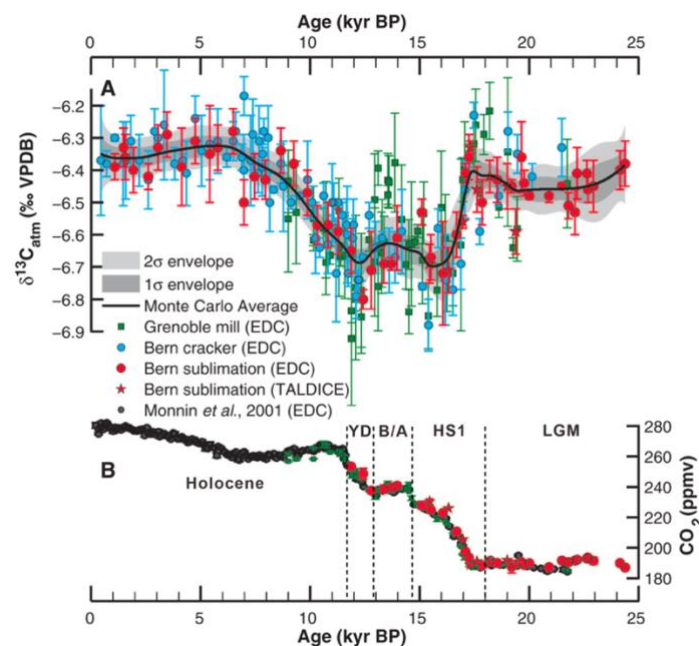 Age (kyr BP)
0 5 10 15 20 25
A
-6.2
-6.3
-6.4
-6.5
-6.6
-6.7
-6.8
-6.9
δ¹³Catm (‰ VPDB)
2σ envelope
1σ envelope
Monte Carlo Average
Grenoble mill (EDC)
Bern cracker (EDC)
Bern sublimation (EDC)
Bern sublimation (TALDICE)
Monnin et al., 2001 (EDC)
YD B/A HS1 LGM
B
Holocene
280
260
240
220
200
180
CO₂ (ppmv)
0 5 10 15 20 25
Age (kyr BP)